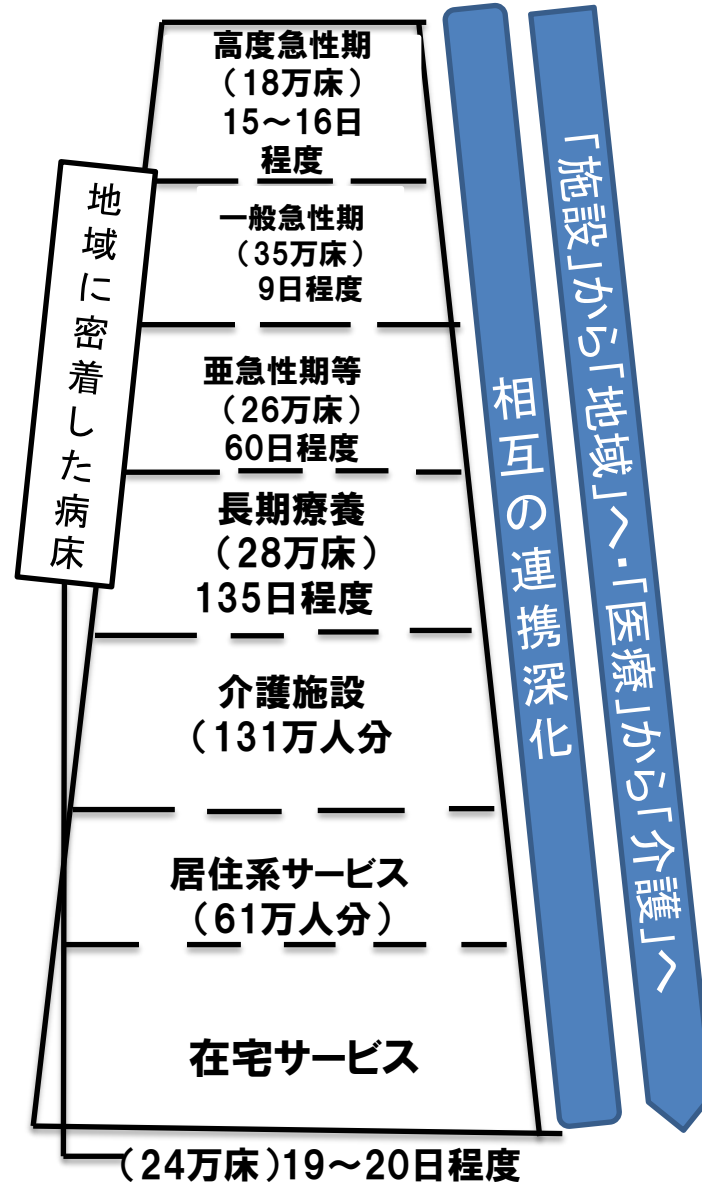 高度急性期
（18万床）
15～16日
程度
一般急性期
（35万床）
9日程度
亜急性期等
（26万床）
60日程度
長期療養
（28万床）
135日程度
介護施設
（131万人分
居住系サービス
（61万人分）
在宅サービス
（24万床）19～20日程度
地域に密着した病床
相互の連携深化
「施設」から「地域」へ・「医療」から「介護」へ